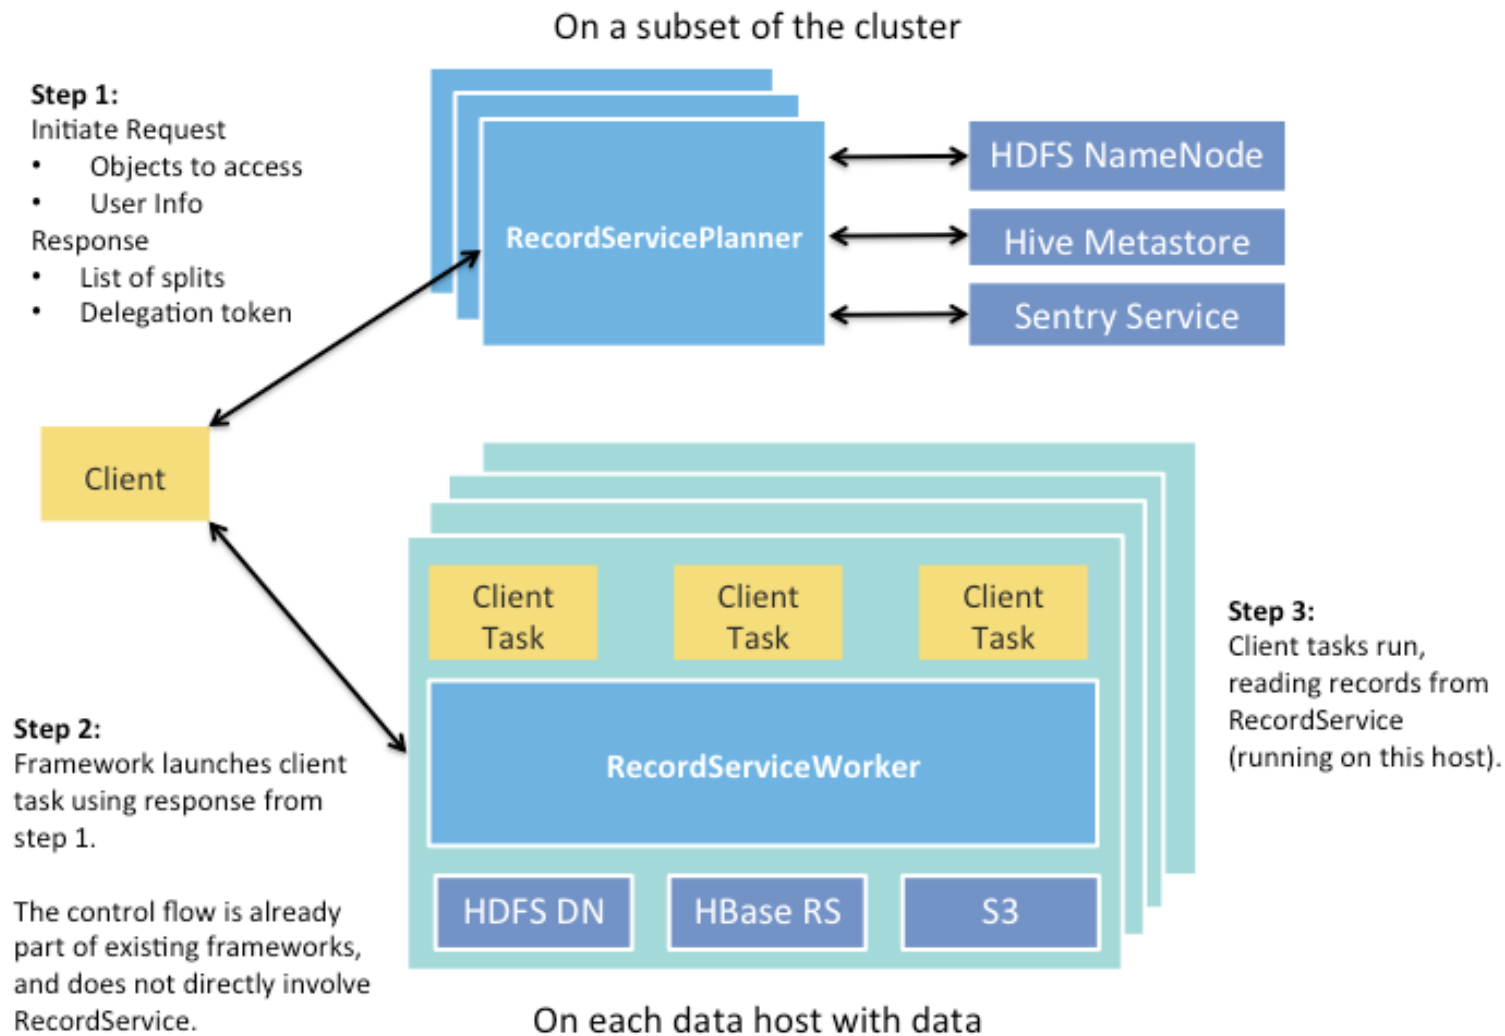 On a subset of the cluster
Step 1:
Initiate Request
• Objects to access
• User Info
Response
• List of splits
• Delegation token
RecordServicePlanner
HDFS NameNode
Hive Metastore
Sentry Service
Client
Client
Task
Client
Task
Client
Task
RecordServiceWorker
HDFS DN
HBase RS
S3
Step 2:
Framework launches client
task using response from
step 1.
The control flow is already
part of existing frameworks,
and does not directly involve
RecordService.
Step 3:
Client tasks run,
reading records from
RecordService
(running on this host).
On each data host with data